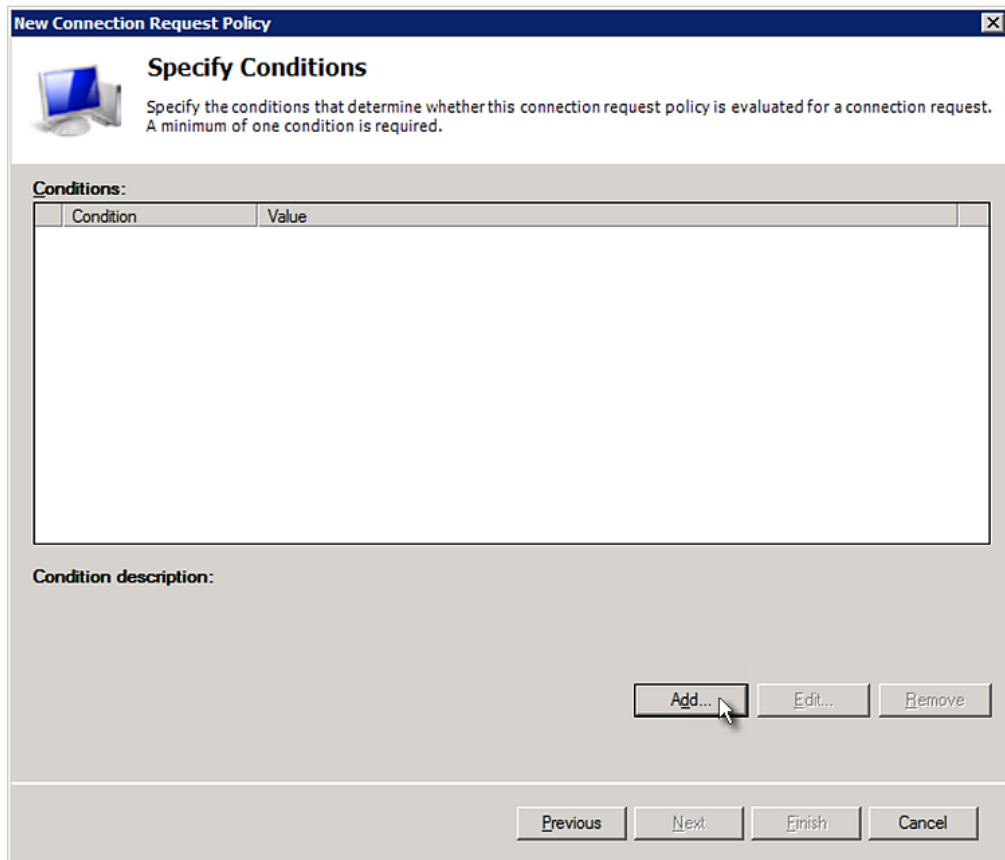 New Connection Request Policy
Specify Conditions
Specify the conditions that determine whether this connection request policy is evaluated for a connection request.
A minimum of one condition is required.
Conditions:
Condition Value
Condition description:
Add... Edit... Remove
Previous Next Finish Cancel